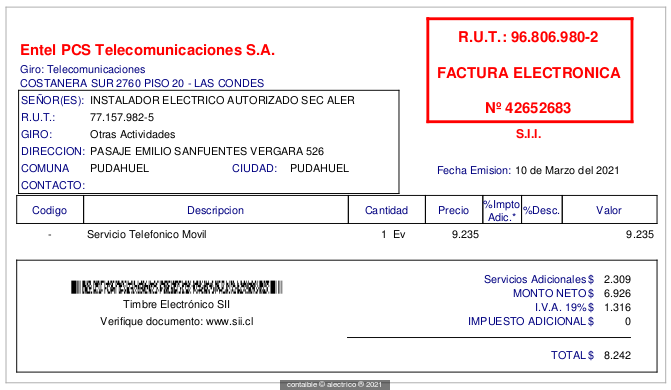 Entel PCS Telecomunicaciones S.A.
Giro: Telecomunicaciones
COSTANERA SUR 2760 PISO 20 - LAS CONDES
R.U.T.: 96.806.980-2
FACTURA ELECTRONICA
Nº 42652683
S.I.I.
SEÑOR(ES): INSTALADOR ELECTRICO AUTORIZADO SEC ALER
R.U.T.: 77.157.982-5
GIRO: Otras Actividades
DIRECCION: PASAJE EMILIO SANFUENTES VERGARA 526
COMUNA PUDAHUEL CIUDAD: PUDAHUEL
CONTACTO:
Fecha Emision: 10 de Marzo del 2021
Codigo Descripcion Cantidad Precio %Impto Adic.* %Desc. Valor
- Servicio Telefonico Movil 1 Ev 9.235 9.235
Timbre Electrónico SII
Verifique documento: www.sii.cl
Servicios Adicionales $ 2.309
MONTO NETO $ 6.926
I.V.A. 19% $ 1.316
IMPUESTO ADICIONAL $ 0
TOTAL $ 8.242
contaible © alectrico ® 2021